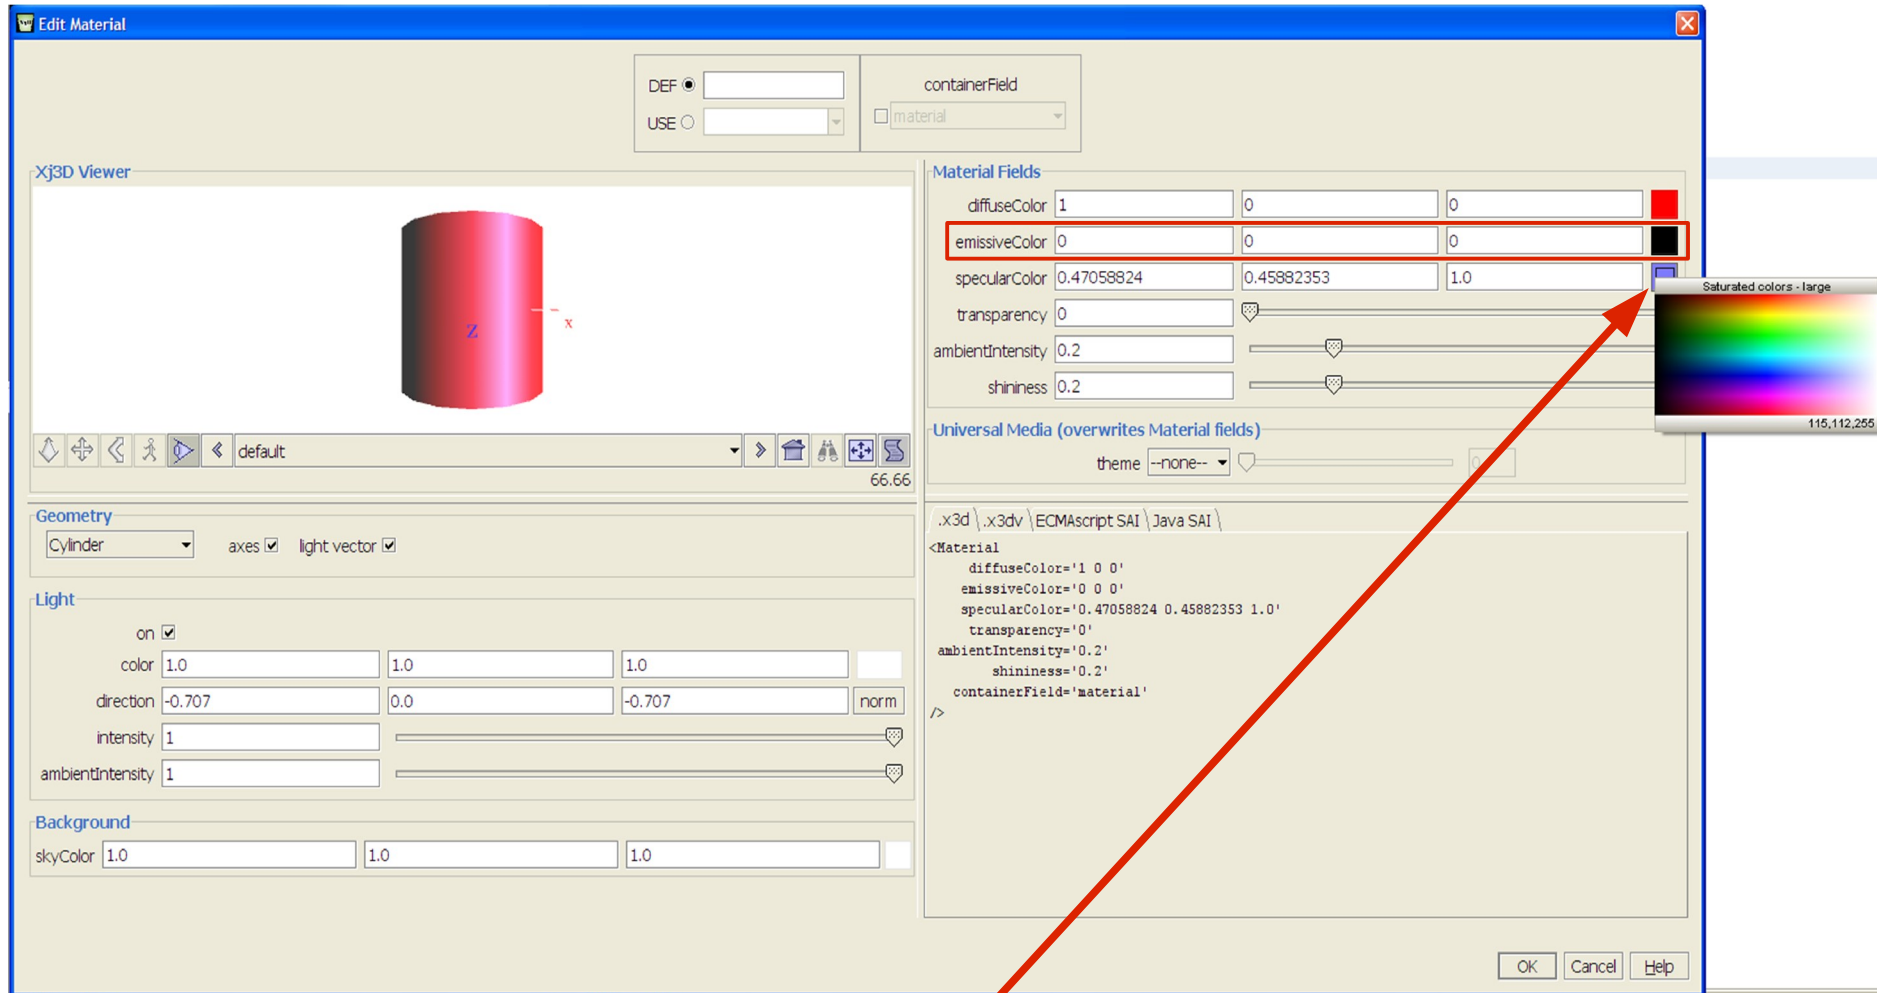 Edit Material
DEF
USE
containerField
material
Xj3D Viewer
Z
x
default
66.66
Material Fields
diffuseColor 1 0 0
emissiveColor 0 0 0
specularColor 0.47058824 0.45882353 1.0
transparency 0
ambientIntensity 0.2
shininess 0.2
Saturated colors - large
115,112,255
Universal Media (overwrites Material fields)
theme --none-- 0
Geometry
Cylinder axes light vector
Light
on
color 1.0 1.0 1.0
direction -0.707 0.0 -0.707 norm
intensity 1
ambientIntensity 1
Background
skyColor 1.0 1.0 1.0
.x3d .x3dv ECMAscript SAI Java SAI
<Material
diffuseColor='1 0 0'
emissiveColor='0 0 0'
specularColor='0.47058824 0.45882353 1.0'
transparency='0'
ambientIntensity='0.2'
shininess='0.2'
containerField='material'
/>
OK Cancel Help